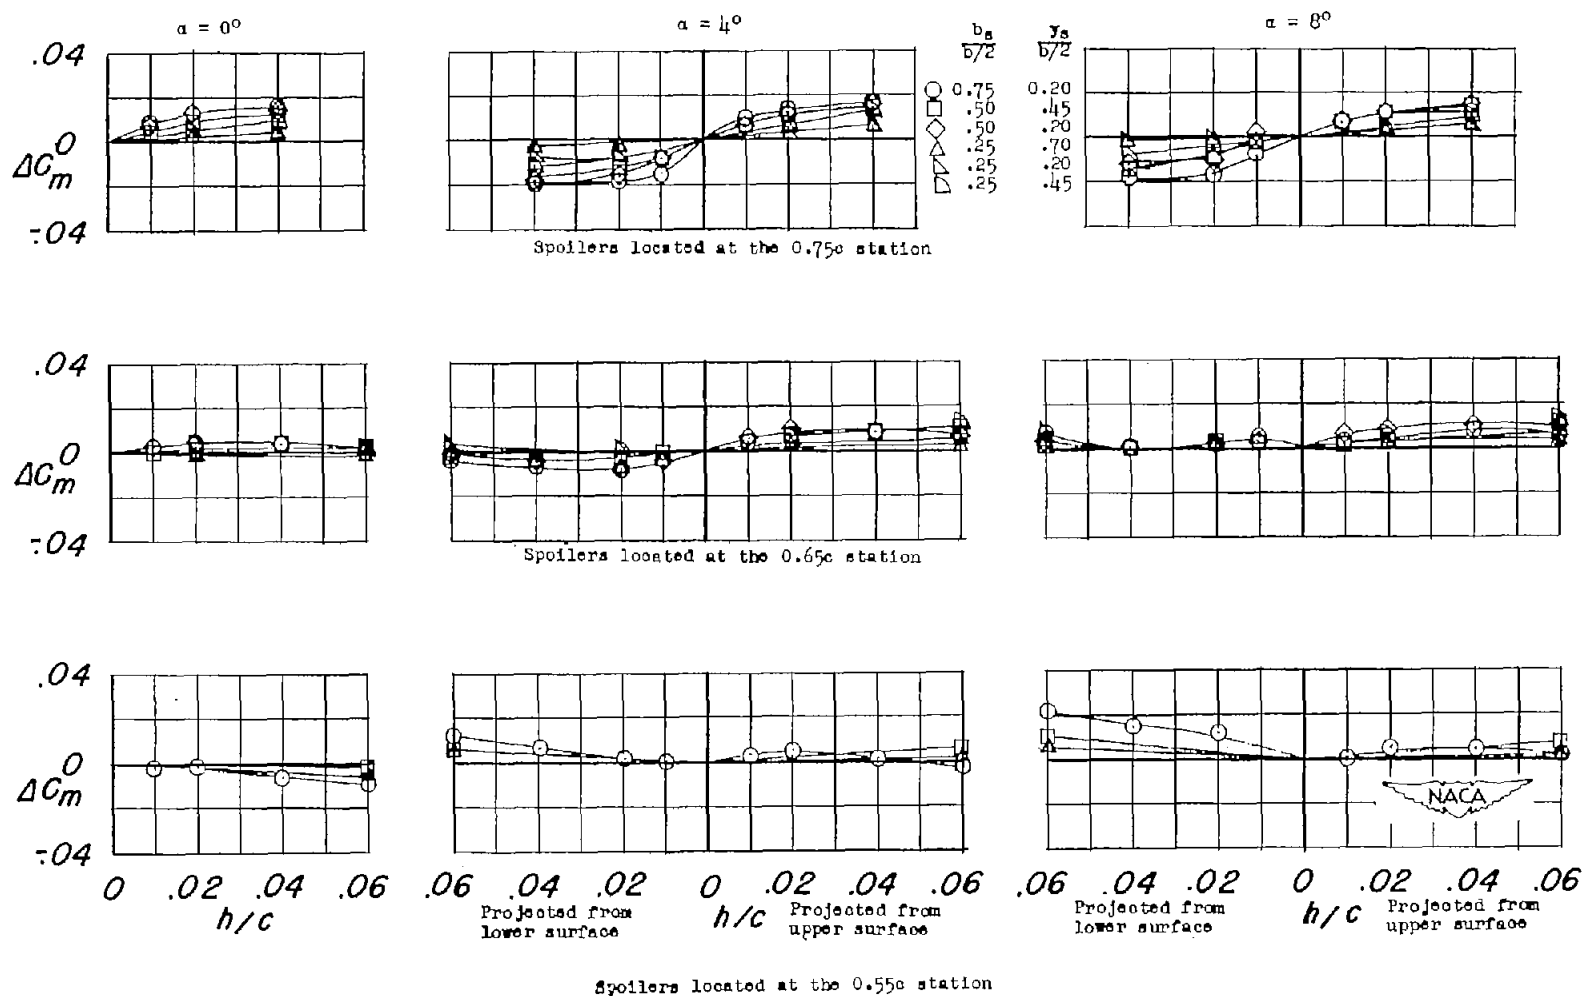 α = 0° α = 4° α = 8°
b_s/b/2 y_s/b/2
0.75 0.20
.50 .45
.50 .20
.25 .70
.25 .20
.25 .45
.04
0
-.04
ΔC_m
Spoilers located at the 0.75c station
.04
0
-.04
ΔC_m
Spoilers located at the 0.65c station
.04
0
-.04
ΔC_m
NACA
0 .02 .04 .06 .06 .04 .02 0 .02 .04 .06 .06 .04 .02 0 .02 .04 .06
h/c Projected from h/c Projected from Projected from h/c Projected from
lower surface upper surface lower surface upper surface
Spoilers located at the 0.55c station